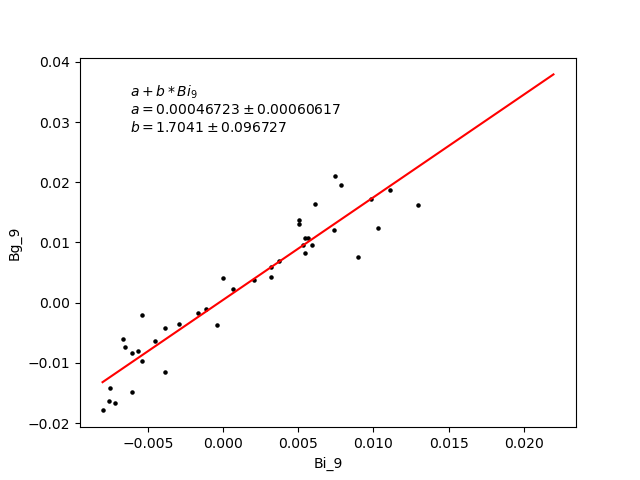 0.04
0.03
0.02
0.01
0.00
−0.01
−0.02
Bg_9
a + b * Bi₉
a = 0.00046723 ± 0.00060617
b = 1.7041 ± 0.096727
−0.005 0.000 0.005 0.010 0.015 0.020
Bi_9